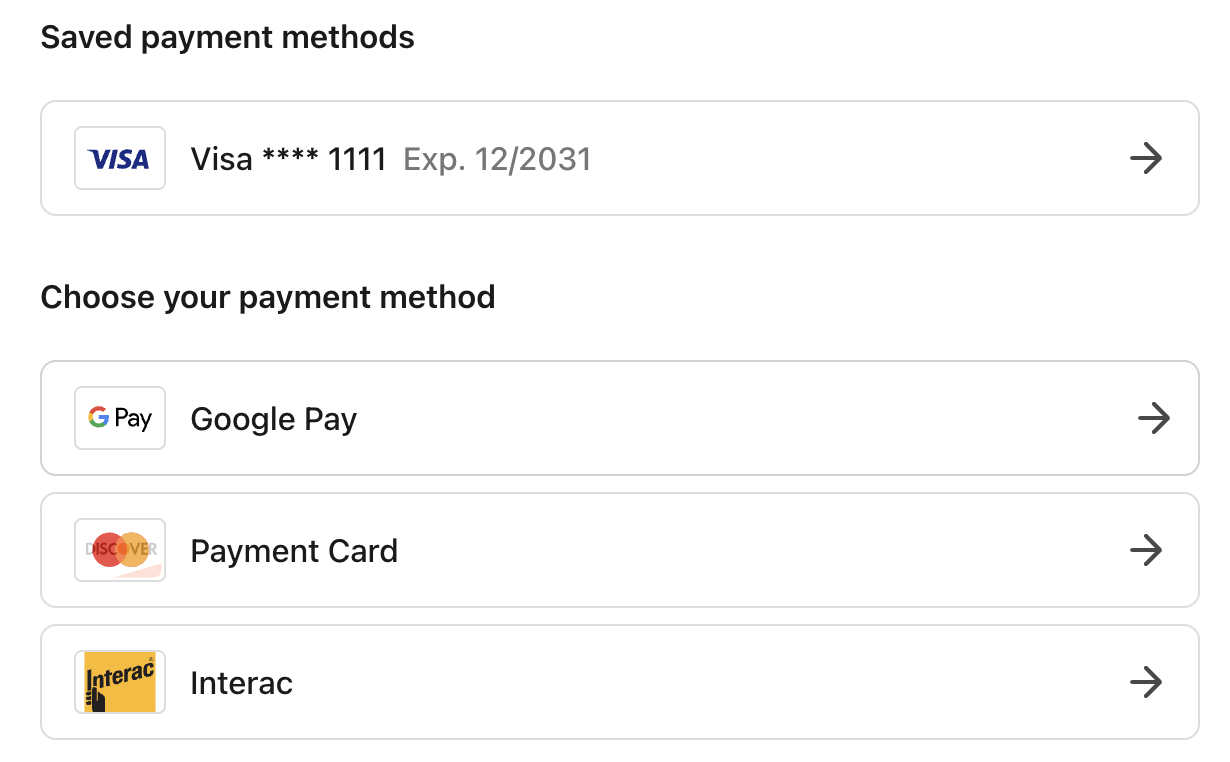 Saved payment methods
VISA Visa **** 1111 Exp. 12/2031
Choose your payment method
G Pay Google Pay
DISCOVER Payment Card
Interac Interac